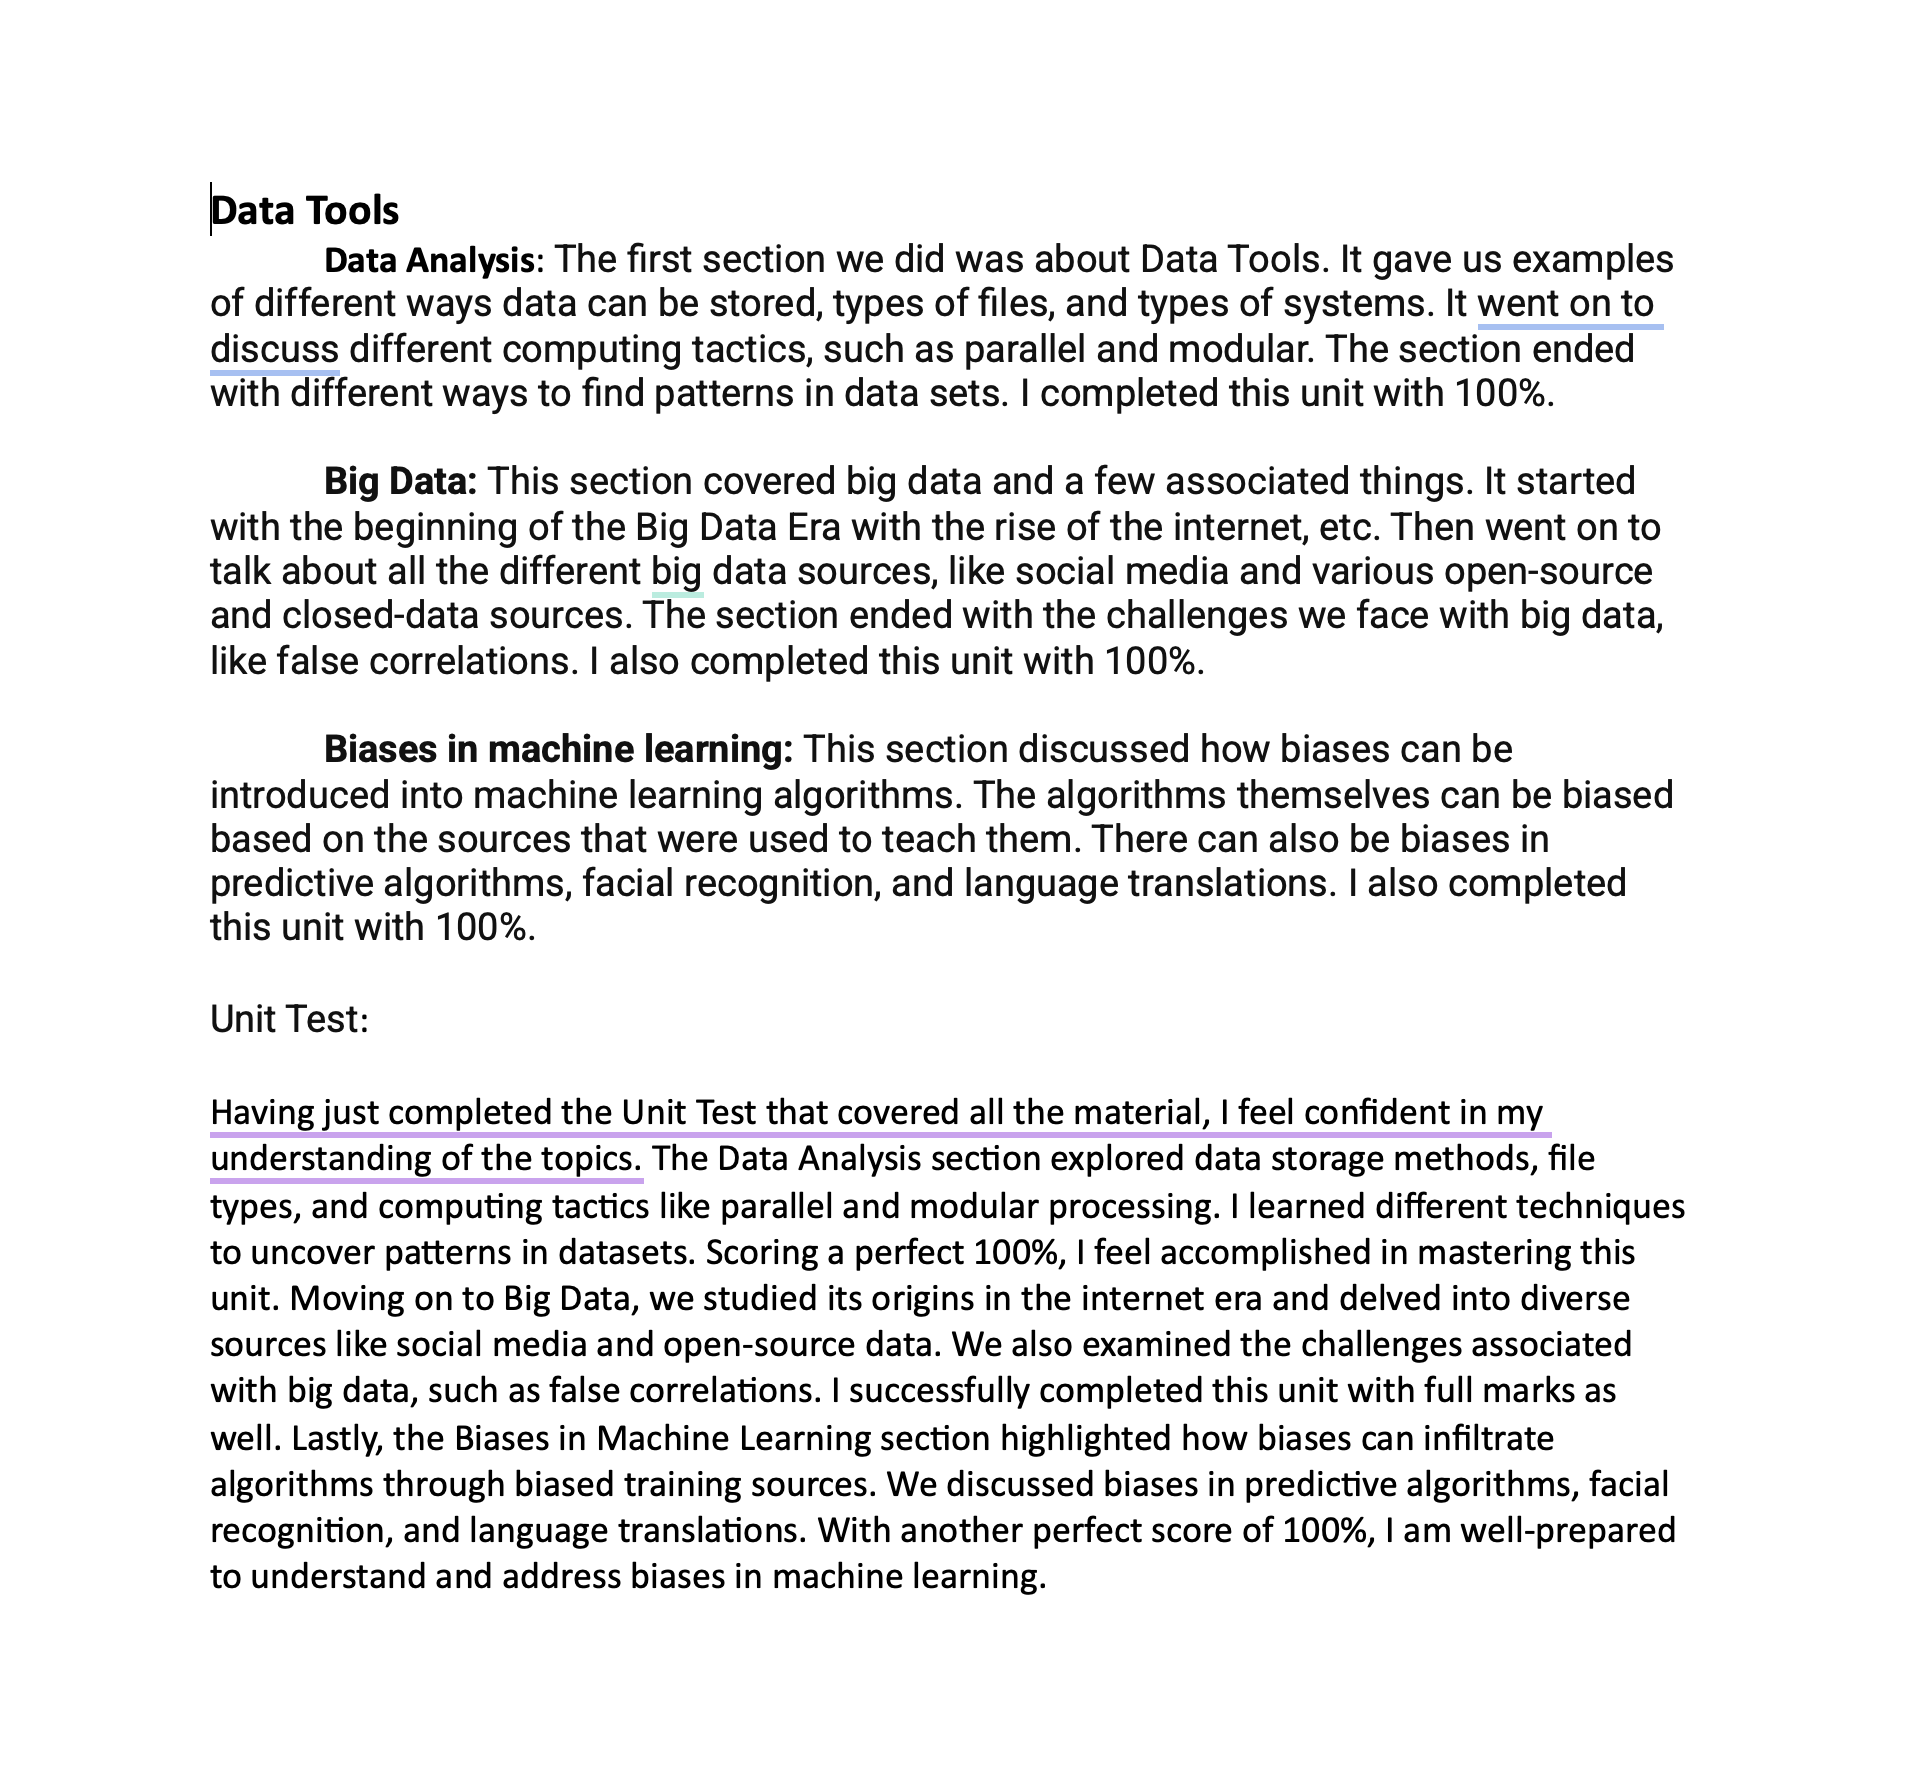 Data Tools
Data Analysis: The first section we did was about Data Tools. It gave us examples
of different ways data can be stored, types of files, and types of systems. It went on to
discuss different computing tactics, such as parallel and modular. The section ended
with different ways to find patterns in data sets. I completed this unit with 100%.
Big Data: This section covered big data and a few associated things. It started
with the beginning of the Big Data Era with the rise of the internet, etc. Then went on to
talk about all the different big data sources, like social media and various open-source
and closed-data sources. The section ended with the challenges we face with big data,
like false correlations. I also completed this unit with 100%.
Biases in machine learning: This section discussed how biases can be
introduced into machine learning algorithms. The algorithms themselves can be biased
based on the sources that were used to teach them. There can also be biases in
predictive algorithms, facial recognition, and language translations. I also completed
this unit with 100%.
Unit Test:
Having just completed the Unit Test that covered all the material, I feel confident in my
understanding of the topics. The Data Analysis section explored data storage methods, file
types, and computing tactics like parallel and modular processing. I learned different techniques
to uncover patterns in datasets. Scoring a perfect 100%, I feel accomplished in mastering this
unit. Moving on to Big Data, we studied its origins in the internet era and delved into diverse
sources like social media and open-source data. We also examined the challenges associated
with big data, such as false correlations. I successfully completed this unit with full marks as
well. Lastly, the Biases in Machine Learning section highlighted how biases can infiltrate
algorithms through biased training sources. We discussed biases in predictive algorithms, facial
recognition, and language translations. With another perfect score of 100%, I am well-prepared
to understand and address biases in machine learning.